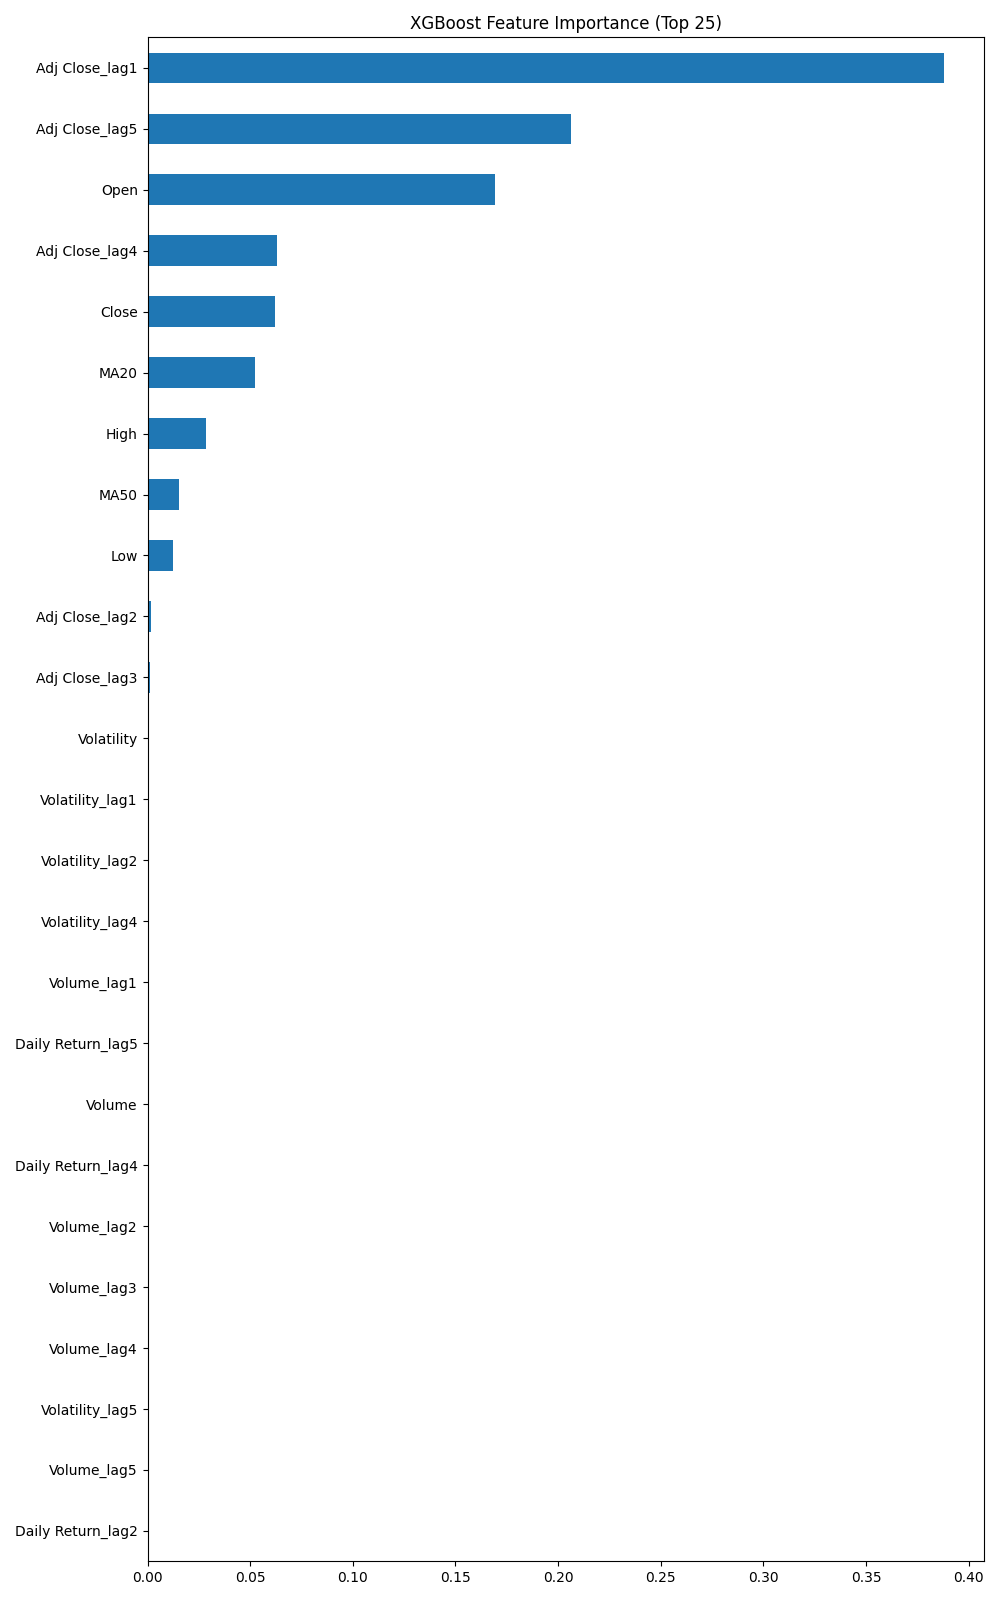 XGBoost Feature Importance (Top 25)
Adj Close_lag1
Adj Close_lag5
Open
Adj Close_lag4
Close
MA20
High
MA50
Low
Adj Close_lag2
Adj Close_lag3
Volatility
Volatility_lag1
Volatility_lag2
Volatility_lag4
Volume_lag1
Daily Return_lag5
Volume
Daily Return_lag4
Volume_lag2
Volume_lag3
Volume_lag4
Volatility_lag5
Volume_lag5
Daily Return_lag2
0.00 0.05 0.10 0.15 0.20 0.25 0.30 0.35 0.40